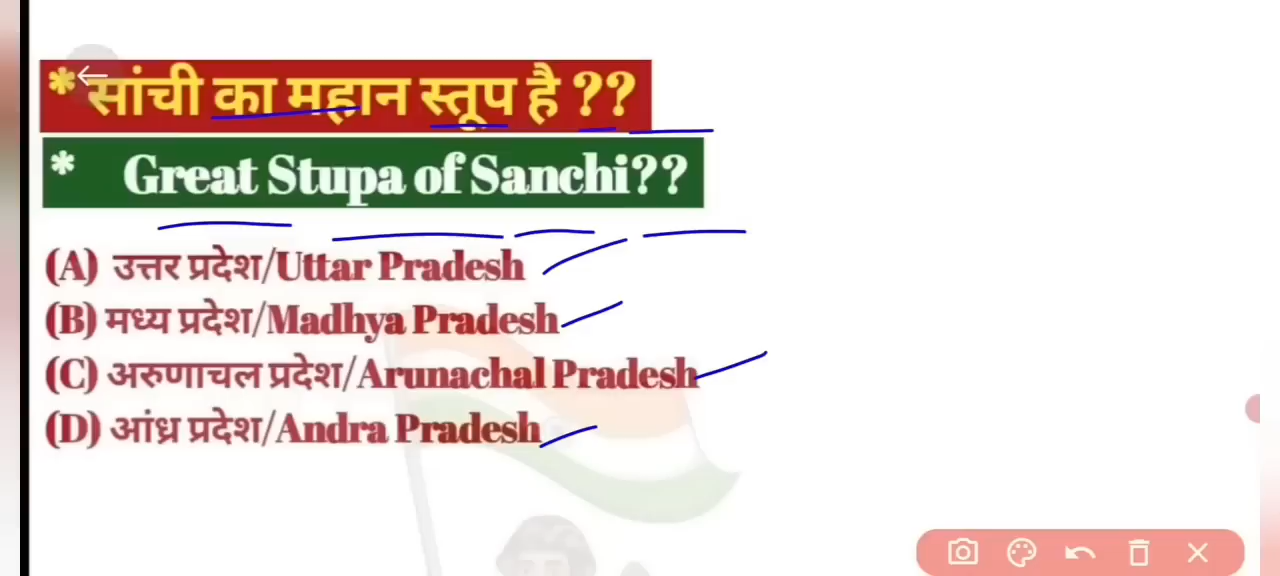 *सांची का महान स्तूप है ??
* Great Stupa of Sanchi??
(A) उत्तर प्रदेश/Uttar Pradesh
(B) मध्य प्रदेश/Madhya Pradesh
(C) अरुणाचल प्रदेश/Arunachal Pradesh
(D) आंध्र प्रदेश/Andra Pradesh